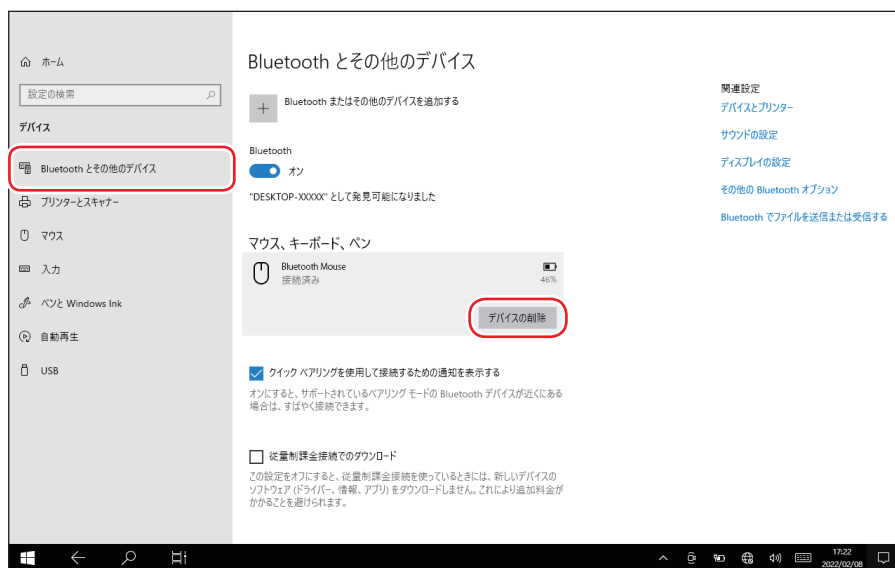 ホーム
設定の検索
デバイス
Bluetooth とその他のデバイス
プリンターとスキャナー
マウス
入力
ペンと Windows Ink
自動再生
USB
Bluetooth とその他のデバイス
Bluetooth またはその他のデバイスを追加する
Bluetooth
オン
"DESKTOP-XXXXX" として発見可能になりました
マウス、キーボード、ペン
Bluetooth Mouse
接続済み
46%
デバイスの削除
クイック ペアリングを使用して接続するための通知を表示する
オンにすると、サポートされているペアリング モードの Bluetooth デバイスが近くにある
場合は、すばやく接続できます。
従量制課金接続でのダウンロード
この設定をオフにすると、従量制課金接続を使っているときには、新しいデバイスの
ソフトウェア (ドライバー、情報、アプリ) をダウンロードしません。これにより追加料金が
かかることを避けられます。
関連設定
デバイスとプリンター
サウンドの設定
ディスプレイの設定
その他の Bluetooth オプション
Bluetooth でファイルを送信または受信する
17:22
2022/02/08